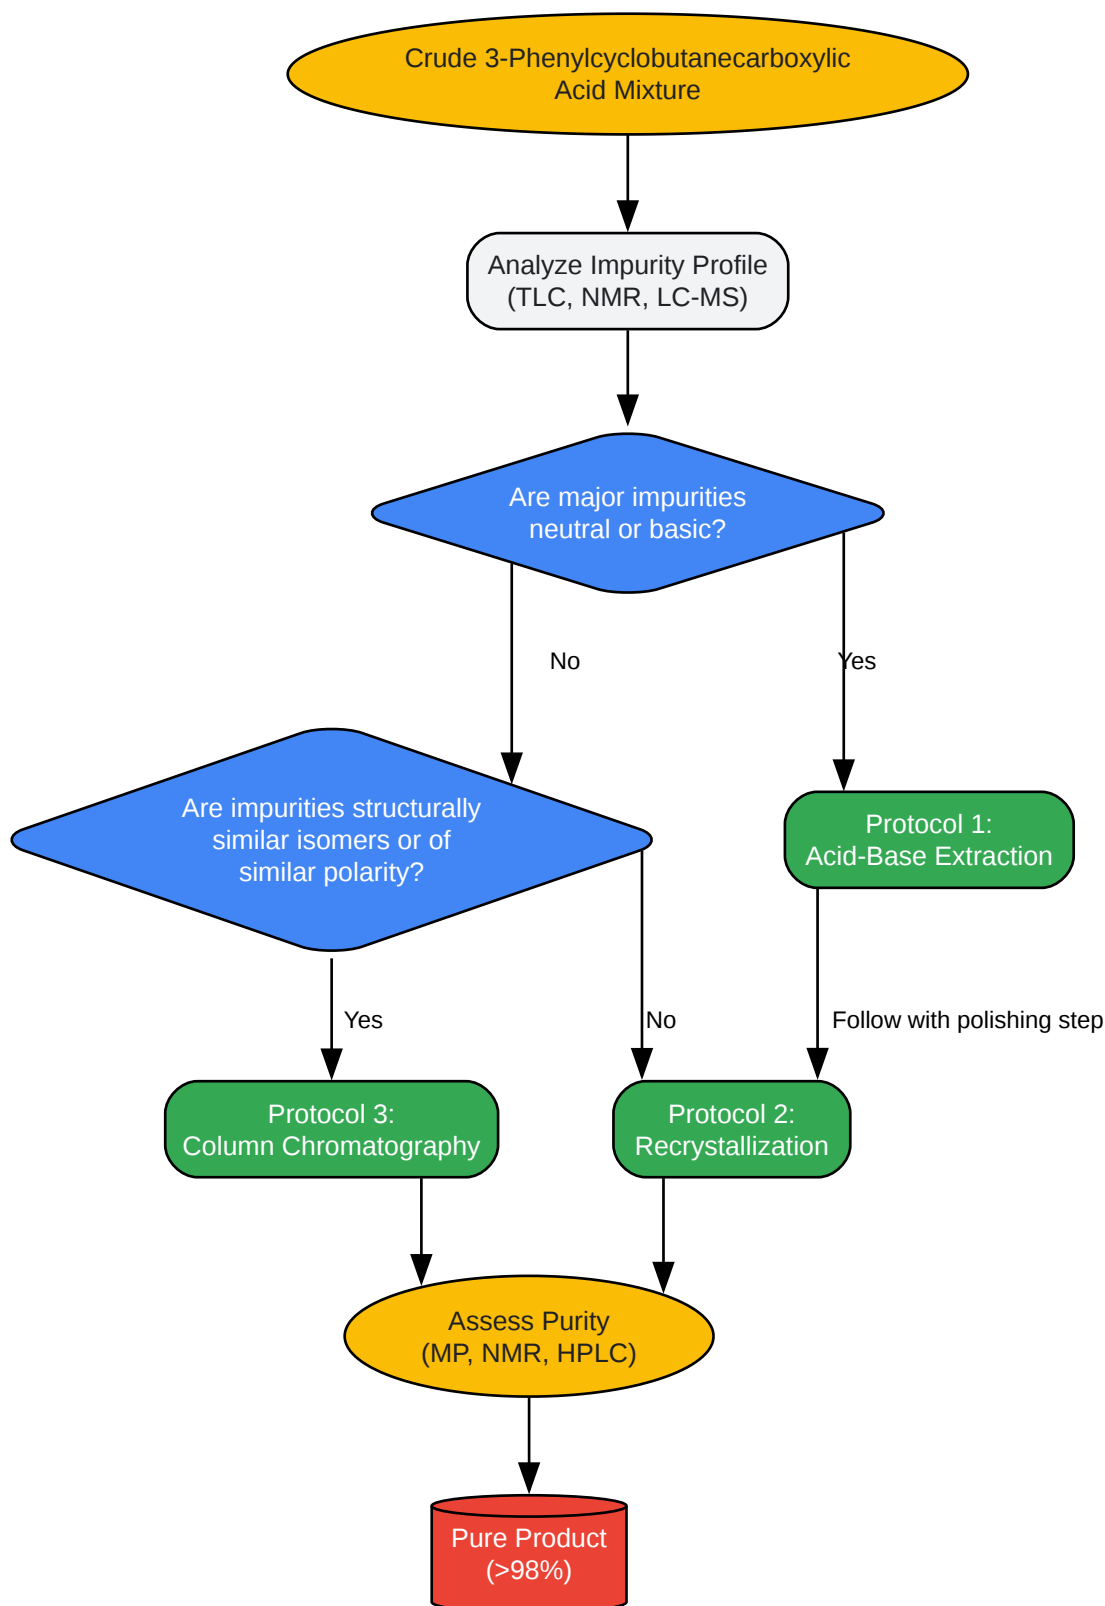 Crude 3-Phenylcyclobutanecarboxylic
Acid Mixture
Analyze Impurity Profile
(TLC, NMR, LC-MS)
Are major impurities
neutral or basic?
No
Yes
Are impurities structurally
similar isomers or of
similar polarity?
Protocol 1:
Acid-Base Extraction
Yes
No
Follow with polishing step
Protocol 3:
Column Chromatography
Protocol 2:
Recrystallization
Assess Purity
(MP, NMR, HPLC)
Pure Product
(>98%)